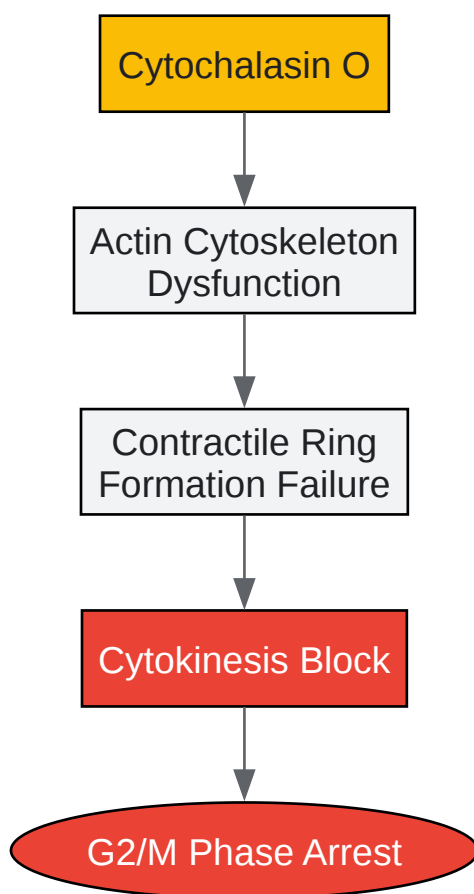 Cytochalasin O
Actin Cytoskeleton
Dysfunction
Contractile Ring
Formation Failure
Cytokinesis Block
G2/M Phase Arrest